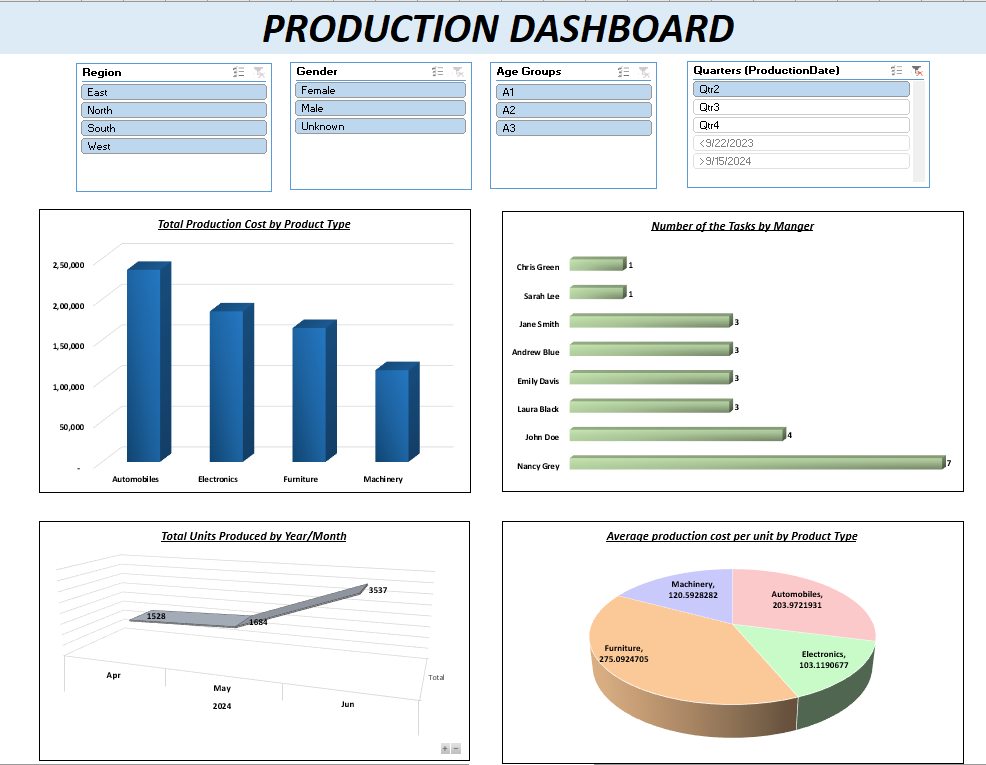 PRODUCTION DASHBOARD
Region
East
North
South
West
Gender
Female
Male
Unknown
Age Groups
A1
A2
A3
Quarters (ProductionDate)
Qtr2
Qtr3
Qtr4
<9/22/2023
>9/15/2024
Total Production Cost by Product Type
2,50,000
2,00,000
1,50,000
1,00,000
50,000
-
Automobiles
Electronics
Furniture
Machinery
Number of the Tasks by Manger
Chris Green 1
Sarah Lee 1
Jane Smith 3
Andrew Blue 3
Emily Davis 3
Laura Black 3
John Doe 4
Nancy Grey 7
Total Units Produced by Year/Month
1528
1684
3537
Apr
May
Jun
2024
Total
Average production cost per unit by Product Type
Machinery,
120.5928282
Automobiles,
203.9721931
Furniture,
275.0924705
Electronics,
103.1190677